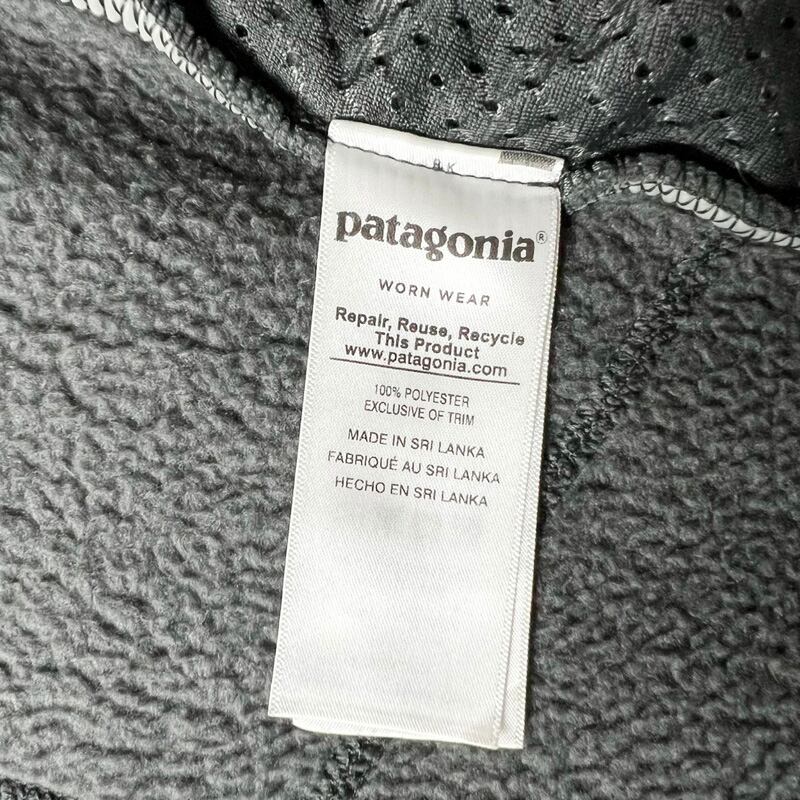 BK
patagonia®
WORN WEAR
Repair, Reuse, Recycle
This Product
www.patagonia.com
100% POLYESTER
EXCLUSIVE OF TRIM
MADE IN SRI LANKA
FABRIQUÉ AU SRI LANKA
HECHO EN SRI LANKA